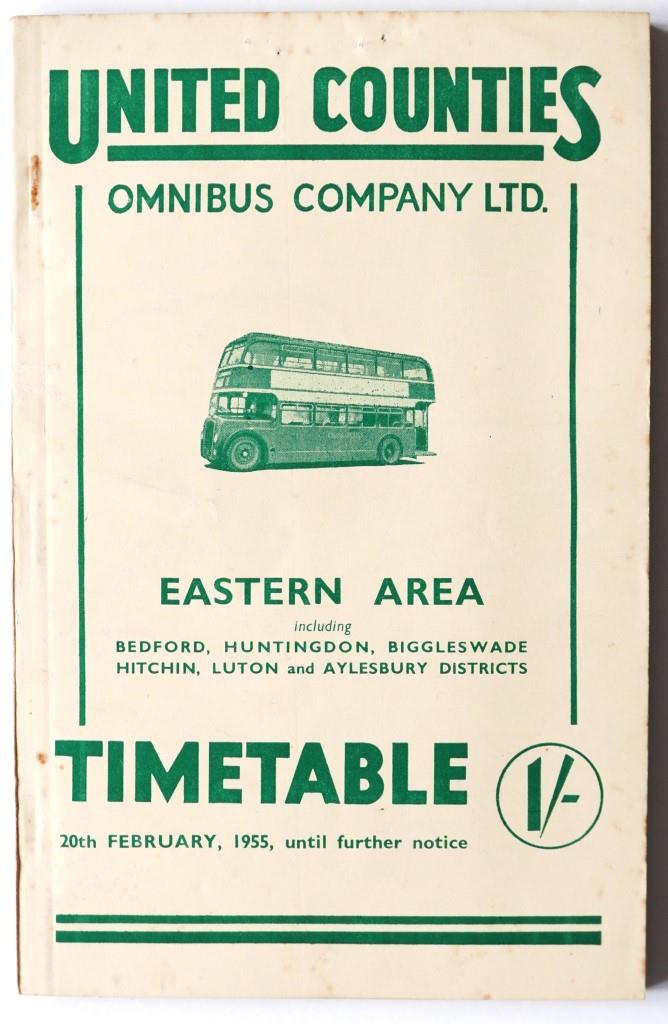 UNITED COUNTIES
OMNIBUS COMPANY LTD.
EASTERN AREA
including
BEDFORD, HUNTINGDON, BIGGLESWADE
HITCHIN, LUTON and AYLESBURY DISTRICTS
TIMETABLE
1/-
20th FEBRUARY, 1955, until further notice